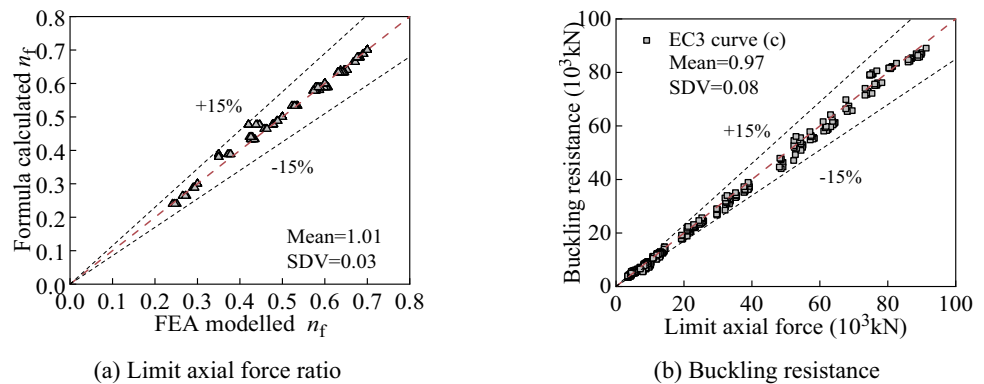 0.8
0.7
0.6
0.5
0.4
0.3
0.2
0.1
0.0
Formula calculated nf
+15%
-15%
Mean=1.01
SDV=0.03
0.0 0.1 0.2 0.3 0.4 0.5 0.6 0.7 0.8
FEA modelled nf
(a) Limit axial force ratio
100
80
60
40
20
0
Buckling resistance (10³kN)
EC3 curve (c)
Mean=0.97
SDV=0.08
+15%
-15%
0 20 40 60 80 100
Limit axial force (10³kN)
(b) Buckling resistance